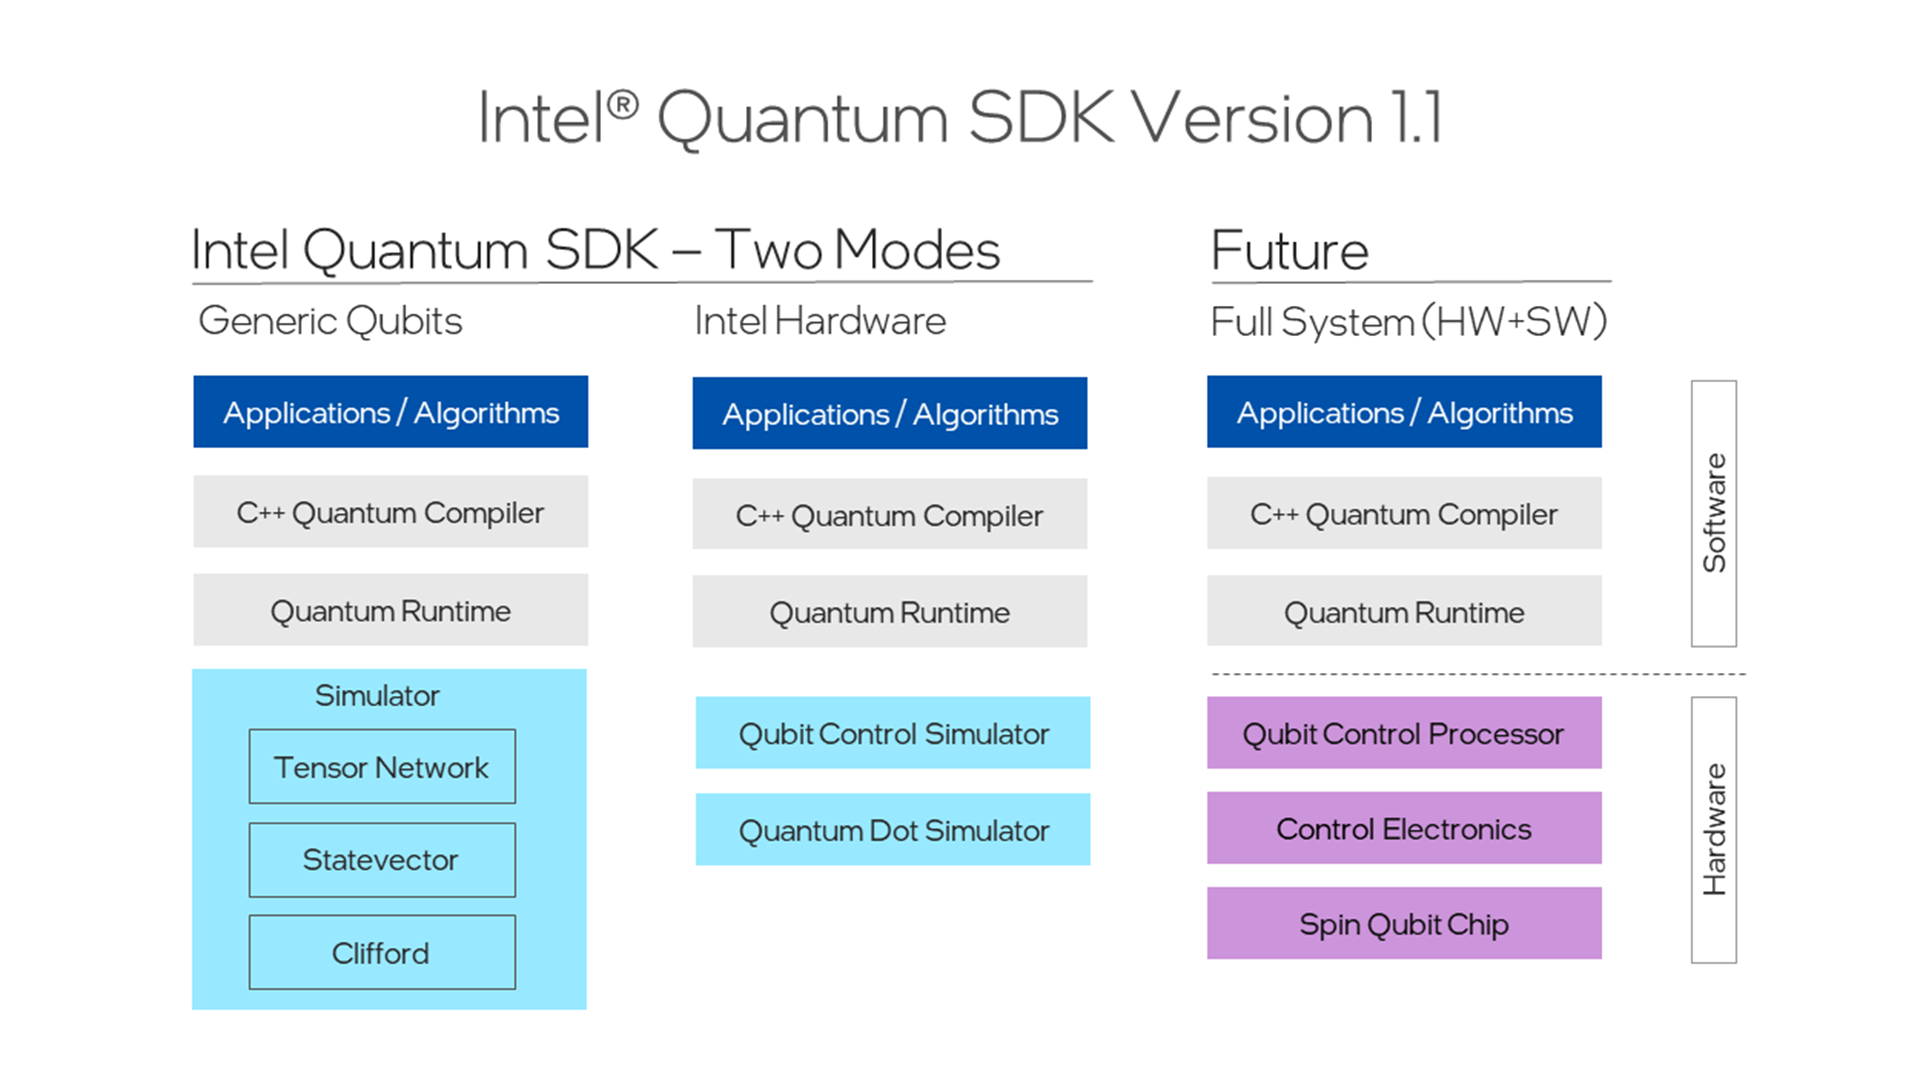 Intel® Quantum SDK Version 1.1
Intel Quantum SDK – Two Modes
Generic Qubits
Applications / Algorithms
C++ Quantum Compiler
Quantum Runtime
Simulator
Tensor Network
Statevector
Clifford
Intel Hardware
Applications / Algorithms
C++ Quantum Compiler
Quantum Runtime
Qubit Control Simulator
Quantum Dot Simulator
Future
Full System (HW+SW)
Applications / Algorithms
C++ Quantum Compiler
Quantum Runtime
Qubit Control Processor
Control Electronics
Spin Qubit Chip
Software
Hardware